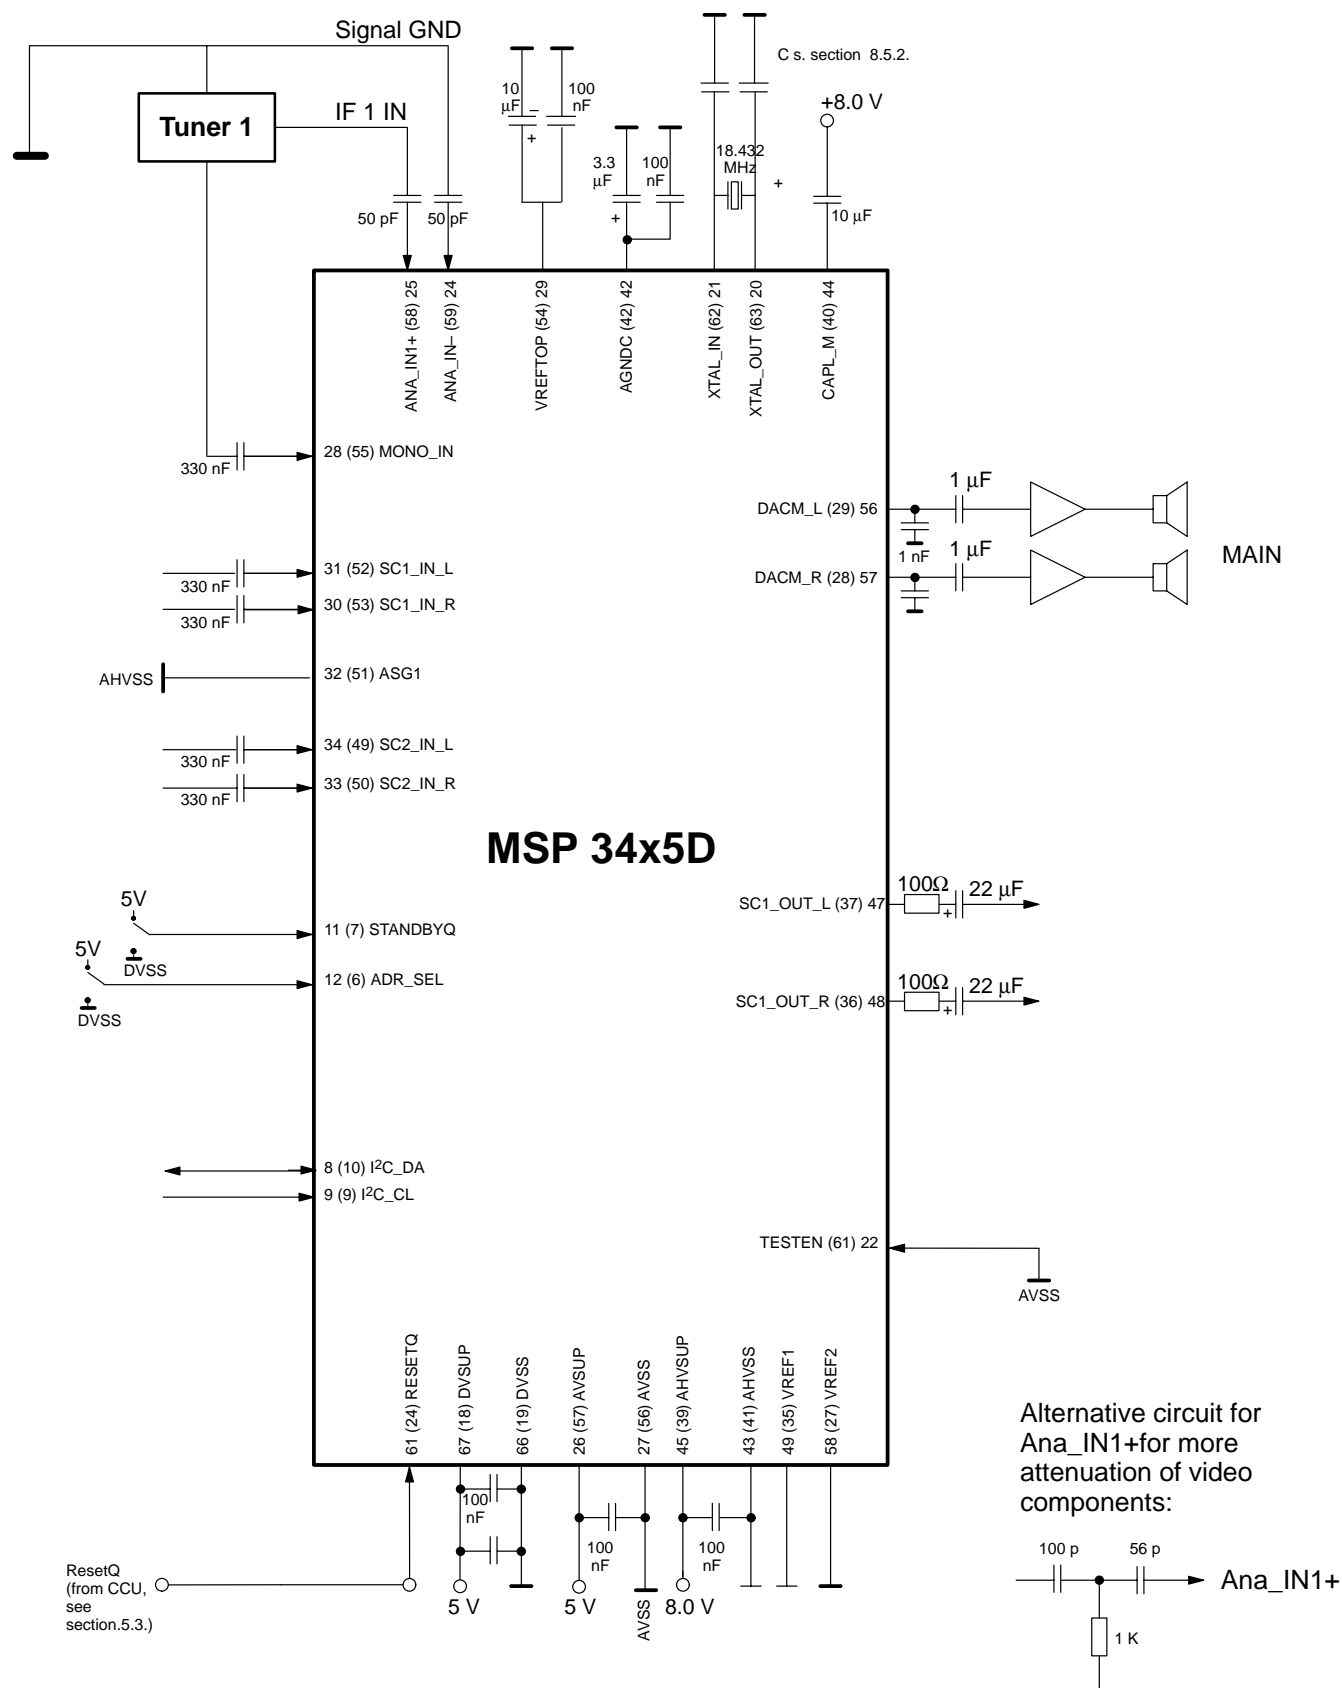 Signal GND
C s. section 8.5.2.
10
µF
–
+
100
nF
+8.0 V
Tuner 1
IF 1 IN
18.432
MHz
+
3.3
µF
+
100
nF
50 pF
50 pF
10 µF
ANA_IN1+ (58) 25
ANA_IN– (59) 24
VREFTOP (54) 29
AGNDC (42) 42
XTAL_IN (62) 21
XTAL_OUT (63) 20
CAPL_M (40) 44
330 nF
28 (55) MONO_IN
DACM_L (29) 56
1 µF
1 nF
DACM_R (28) 57
1 µF
MAIN
330 nF
31 (52) SC1_IN_L
330 nF
30 (53) SC1_IN_R
AHVSS
32 (51) ASG1
330 nF
34 (49) SC2_IN_L
330 nF
33 (50) SC2_IN_R
MSP 34x5D
SC1_OUT_L (37) 47
100Ω
+
22 µF
5V
11 (7) STANDBYQ
DVSS
5V
12 (6) ADR_SEL
DVSS
SC1_OUT_R (36) 48
100Ω
+
22 µF
8 (10) I²C_DA
9 (9) I²C_CL
TESTEN (61) 22
AVSS
61 (24) RESETQ
67 (18) DVSUP
66 (19) DVSS
26 (57) AVSUP
27 (56) AVSS
45 (39) AHVSUP
43 (41) AHVSS
49 (35) VREF1
58 (27) VREF2
100
nF
100
nF
100
nF
ResetQ
(from CCU,
see
section.5.3.)
5 V
5 V
AVSS
8.0 V
Alternative circuit for
Ana_IN1+for more
attenuation of video
components:
100 p
56 p
Ana_IN1+
1 K